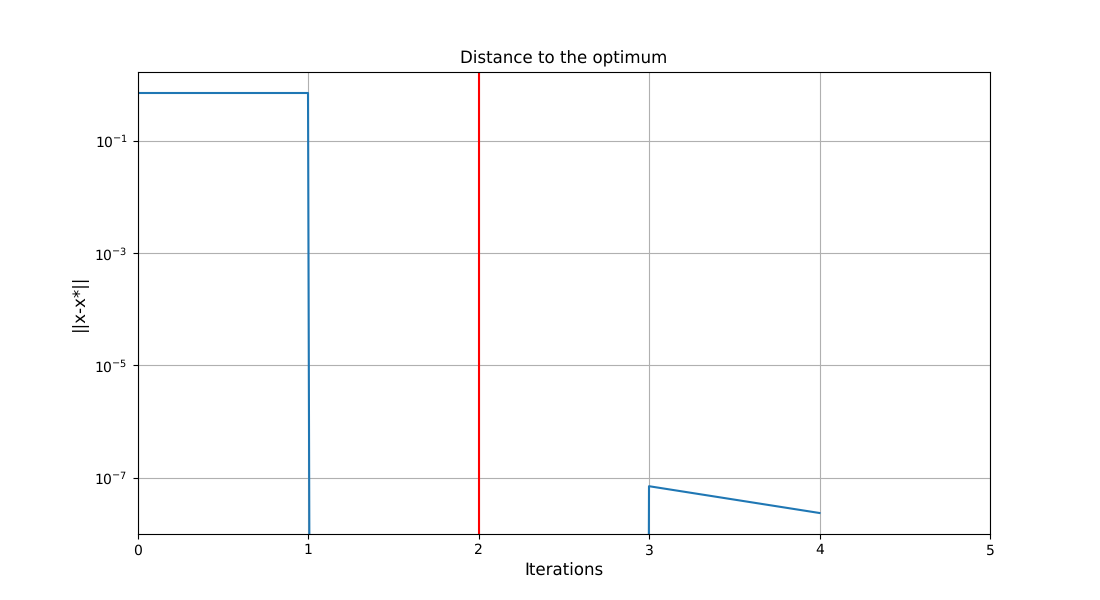 Distance to the optimum
10⁻¹
10⁻³
10⁻⁵
10⁻⁷
||x-x*||
0 1 2 3 4 5
Iterations